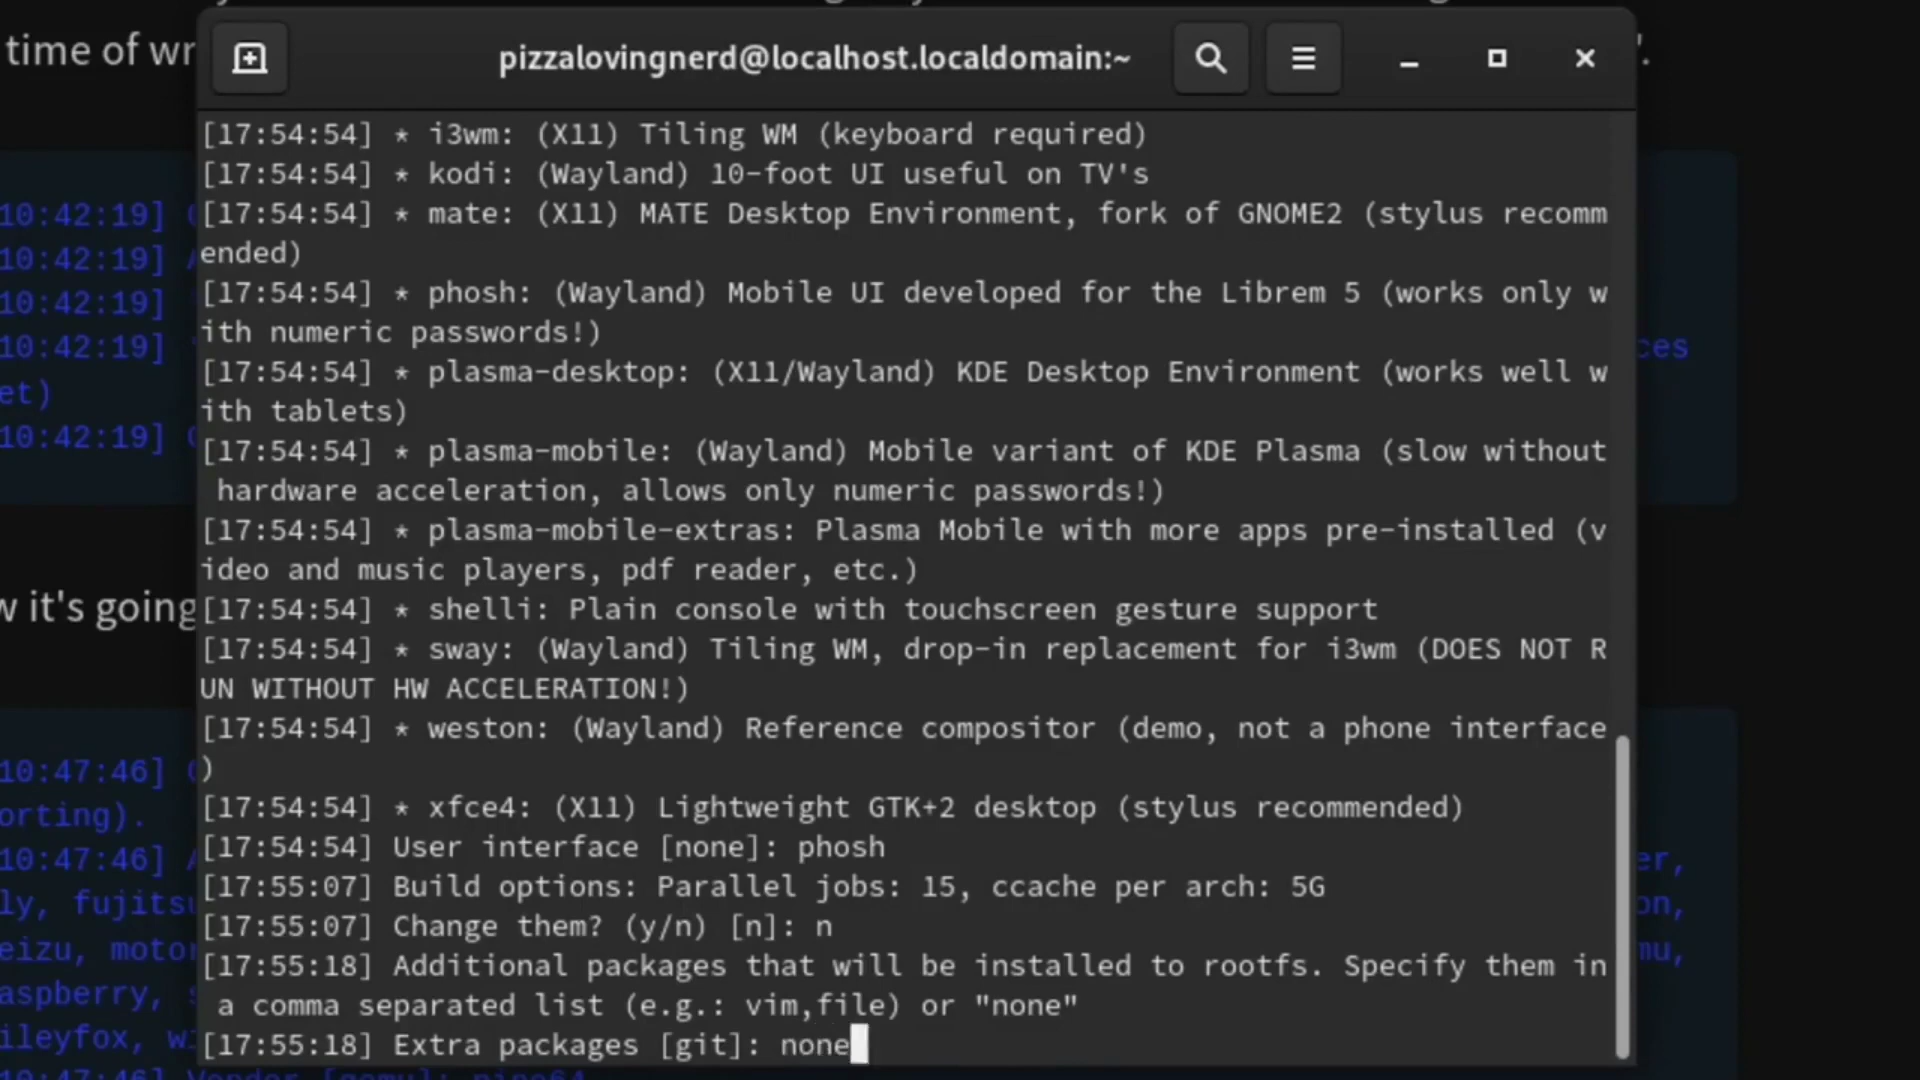 time of wr
pizzalovingnerd@localhost.localdomain:~
[17:54:54] * i3wm: (X11) Tiling WM (keyboard required)
[17:54:54] * kodi: (Wayland) 10-foot UI useful on TV's
[17:54:54] * mate: (X11) MATE Desktop Environment, fork of GNOME2 (stylus recomm
ended)
[17:54:54] * phosh: (Wayland) Mobile UI developed for the Librem 5 (works only w
ith numeric passwords!)
[17:54:54] * plasma-desktop: (X11/Wayland) KDE Desktop Environment (works well w
ith tablets)
[17:54:54] * plasma-mobile: (Wayland) Mobile variant of KDE Plasma (slow without
 hardware acceleration, allows only numeric passwords!)
[17:54:54] * plasma-mobile-extras: Plasma Mobile with more apps pre-installed (v
ideo and music players, pdf reader, etc.)
[17:54:54] * shelli: Plain console with touchscreen gesture support
[17:54:54] * sway: (Wayland) Tiling WM, drop-in replacement for i3wm (DOES NOT R
UN WITHOUT HW ACCELERATION!)
[17:54:54] * weston: (Wayland) Reference compositor (demo, not a phone interface
)
[17:54:54] * xfce4: (X11) Lightweight GTK+2 desktop (stylus recommended)
[17:54:54] User interface [none]: phosh
[17:55:07] Build options: Parallel jobs: 15, ccache per arch: 5G
[17:55:07] Change them? (y/n) [n]: n
[17:55:18] Additional packages that will be installed to rootfs. Specify them in
 a comma separated list (e.g.: vim,file) or "none"
[17:55:18] Extra packages [git]: none
10:42:19]
10:42:19]
10:42:19]
10:42:19]
ces
et)
10:42:19]
w it's going
10:47:46]
orting).
10:47:46]
er,
ly, fujitsu
on,
eizu, motor
mu,
aspberry, s
ileyfox, wi
10:47:46] Vendor [qemu]: pine64